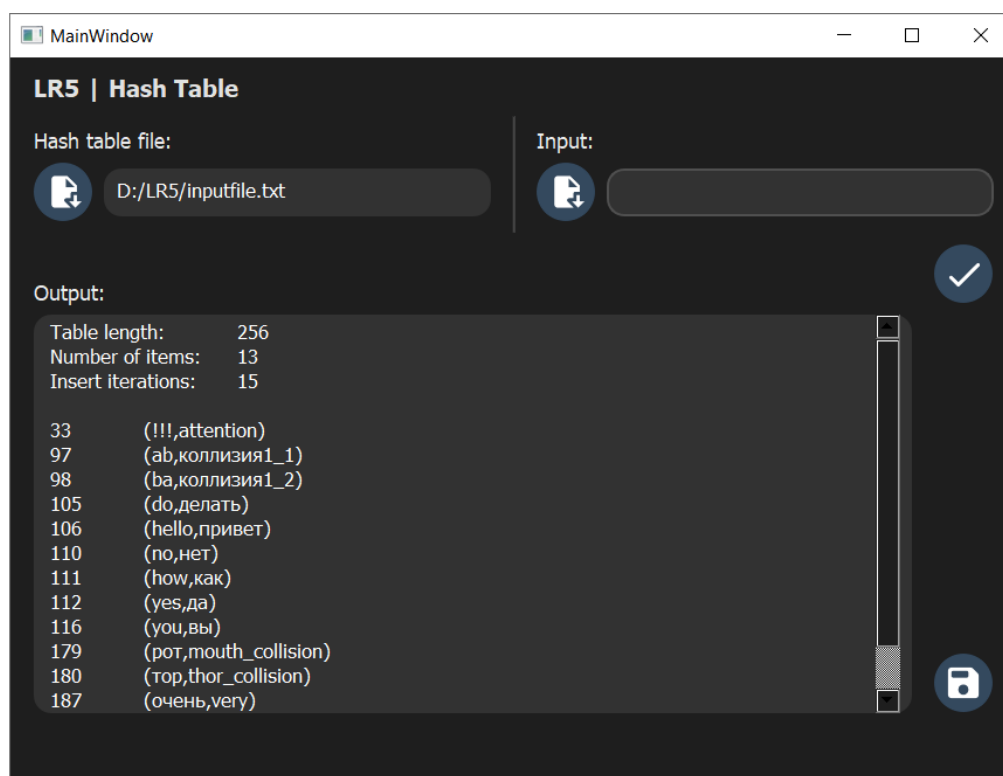 MainWindow
LR5 | Hash Table
Hash table file:
Input:
D:/LR5/inputfile.txt
Output:
Table length: 256
Number of items: 13
Insert iterations: 15
33 (!!!,attention)
97 (ab,коллизия1_1)
98 (ba,коллизия1_2)
105 (do,делать)
106 (hello,привет)
110 (no,нет)
111 (how,как)
112 (yes,да)
116 (you,вы)
179 (рот,mouth_collision)
180 (тор,thor_collision)
187 (очень,very)